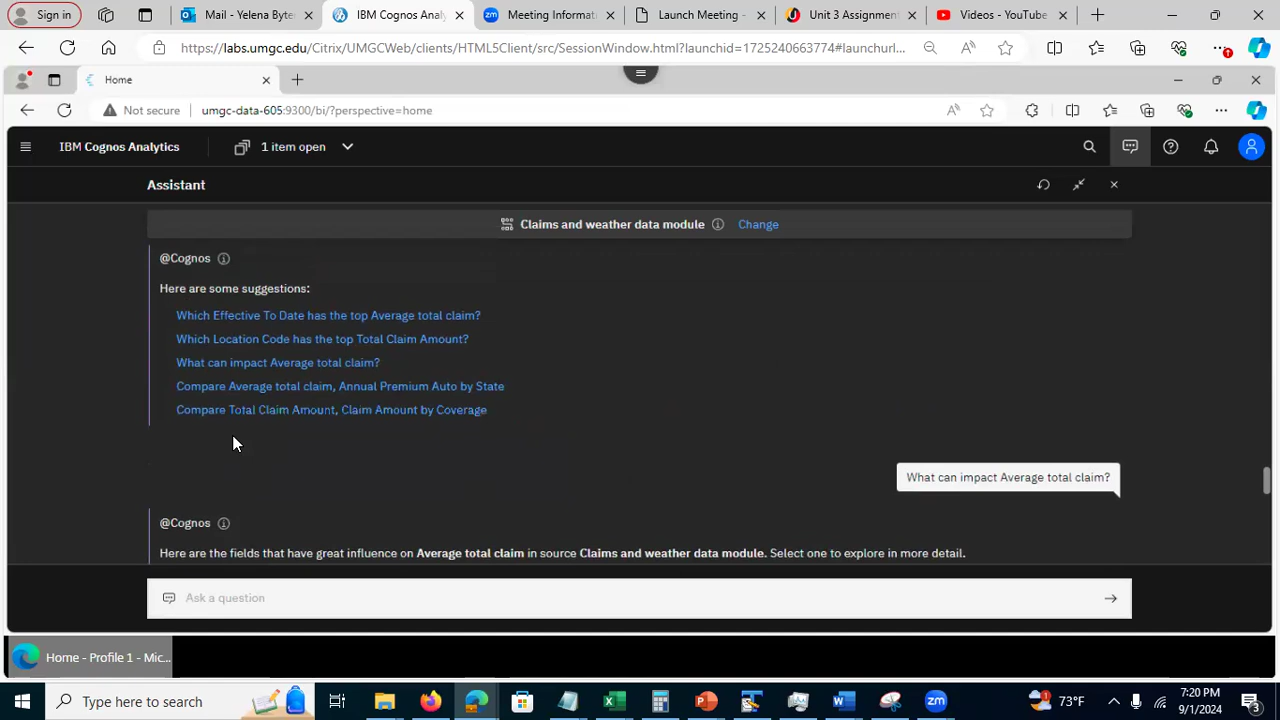 Sign in
Mail - Yelena Byter
IBM Cognos Analy
Meeting Informat
Launch Meeting -
Unit 3 Assignment
Videos - YouTube
https://labs.umgc.edu/Citrix/UMGCWeb/clients/HTML5Client/src/SessionWindow.html?launchid=1725240663774#launchurl...
Home
Not secure umgc-data-605:9300/bi/?perspective=home
IBM Cognos Analytics 1 item open
Assistant
Claims and weather data module Change
@Cognos
Here are some suggestions:
Which Effective To Date has the top Average total claim?
Which Location Code has the top Total Claim Amount?
What can impact Average total claim?
Compare Average total claim, Annual Premium Auto by State
Compare Total Claim Amount, Claim Amount by Coverage
What can impact Average total claim?
@Cognos
Here are the fields that have great influence on Average total claim in source Claims and weather data module. Select one to explore in more detail.
Ask a question
Home - Profile 1 - Mic...
Type here to search
73°F
7:20 PM
9/1/2024
3